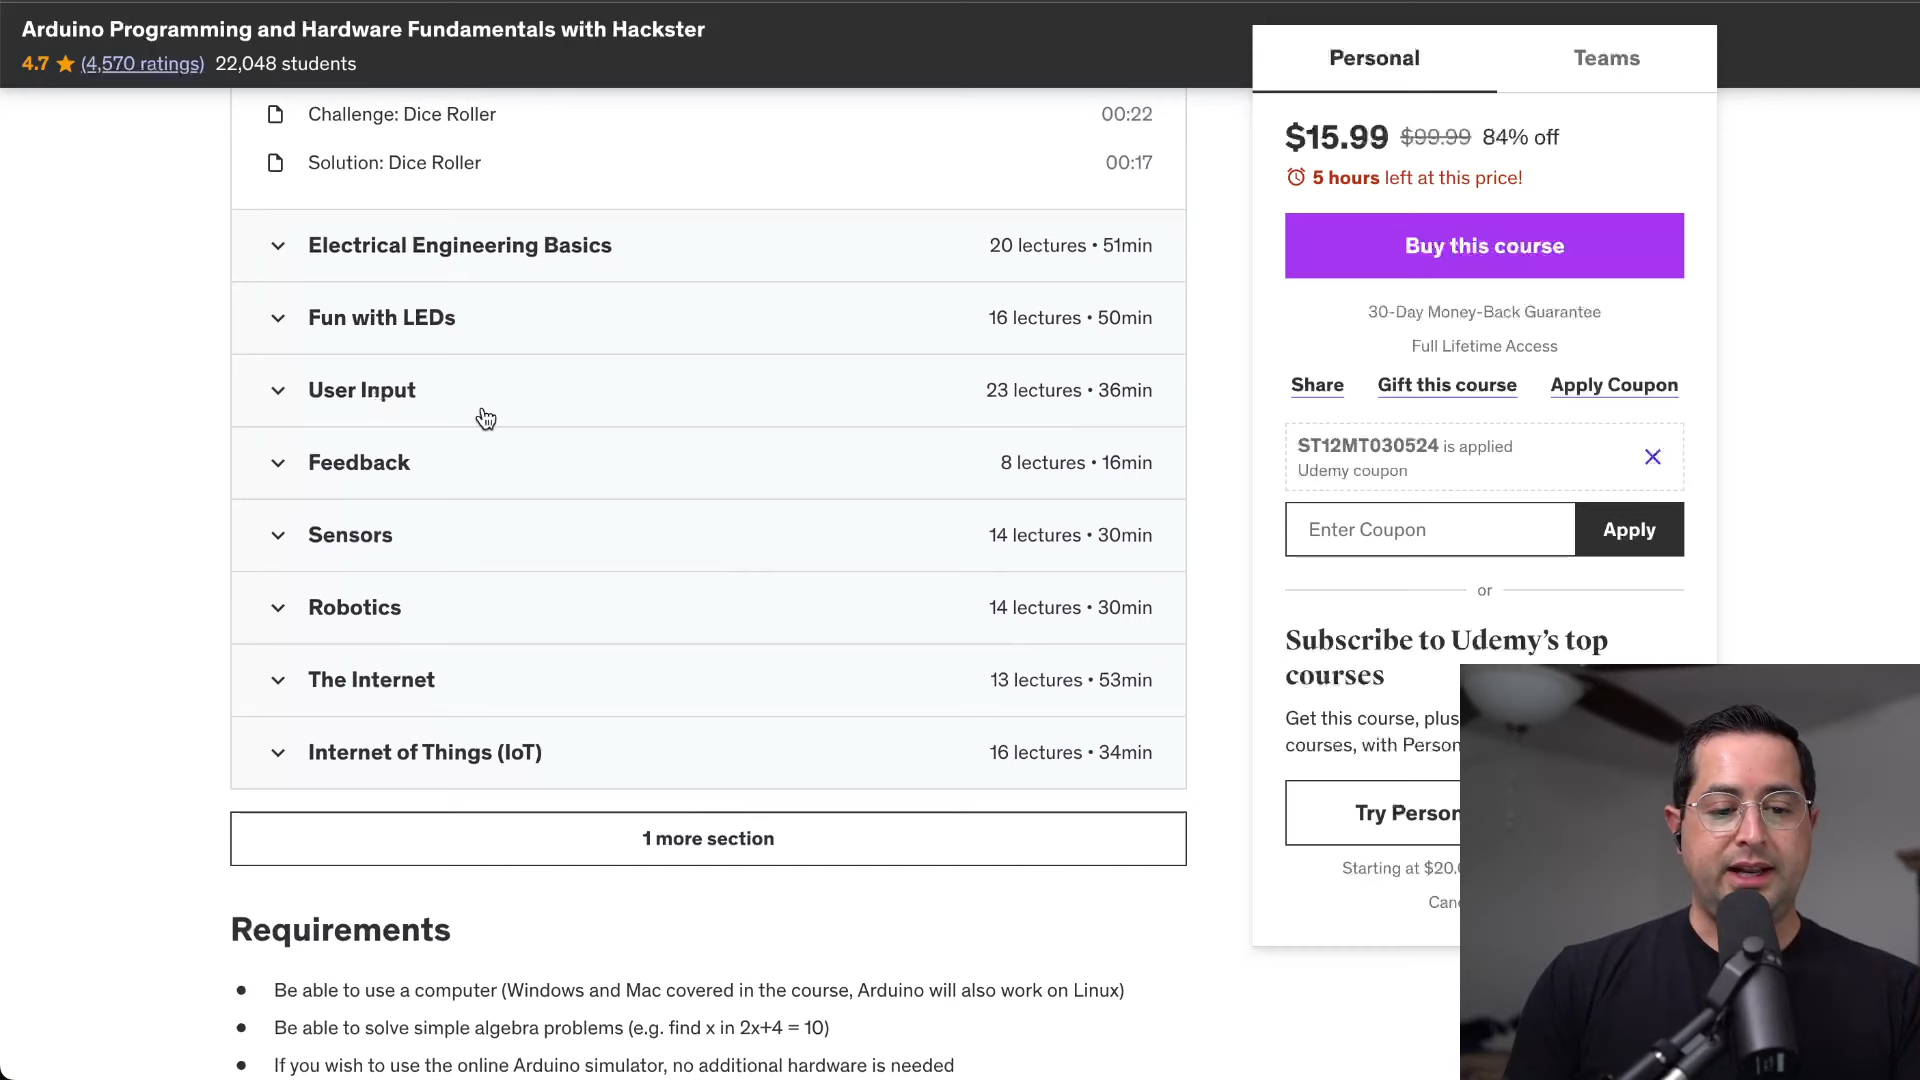 Arduino Programming and Hardware Fundamentals with Hackster
4.7 ★ (4,570 ratings) 22,048 students
Challenge: Dice Roller 00:22
Solution: Dice Roller 00:17
Electrical Engineering Basics 20 lectures • 51min
Fun with LEDs 16 lectures • 50min
User Input 23 lectures • 36min
Feedback 8 lectures • 16min
Sensors 14 lectures • 30min
Robotics 14 lectures • 30min
The Internet 13 lectures • 53min
Internet of Things (IoT) 16 lectures • 34min
1 more section
Requirements
• Be able to use a computer (Windows and Mac covered in the course, Arduino will also work on Linux)
• Be able to solve simple algebra problems (e.g. find x in 2x+4 = 10)
• If you wish to use the online Arduino simulator, no additional hardware is needed
Personal Teams
$15.99 $99.99 84% off
5 hours left at this price!
Buy this course
30-Day Money-Back Guarantee
Full Lifetime Access
Share Gift this course Apply Coupon
ST12MT030524 is applied
Udemy coupon
Enter Coupon Apply
or
Subscribe to Udemy's top
courses
Get this course, plus
courses, with Person
Try Person
Starting at $20.
Canc